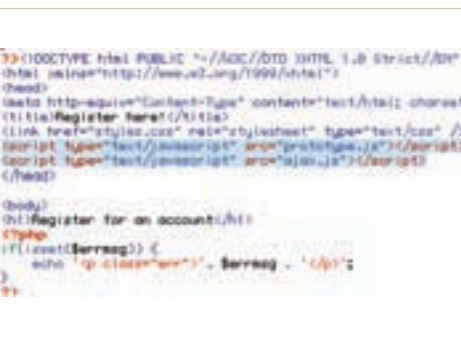 ?><!DOCTYPE html PUBLIC "-//W3C//DTD XHTML 1.0 Strict//EN"
<html xmlns="http://www.w3.org/1999/xhtml">
<head>
<meta http-equiv="Content-Type" content="text/html; charset
<title>Register here!</title>
<link href="styles.css" rel="stylesheet" type="text/css" /
<script type="text/javascript" src="prototype.js"></script>
<script type="text/javascript" src="ajax.js"></script>
</head>
<body>
<h1>Register for an account</h1>
<?php
if(isset($errmsg)) {
echo '<p class="err">'. $errmsg . '</p>';
}
?>